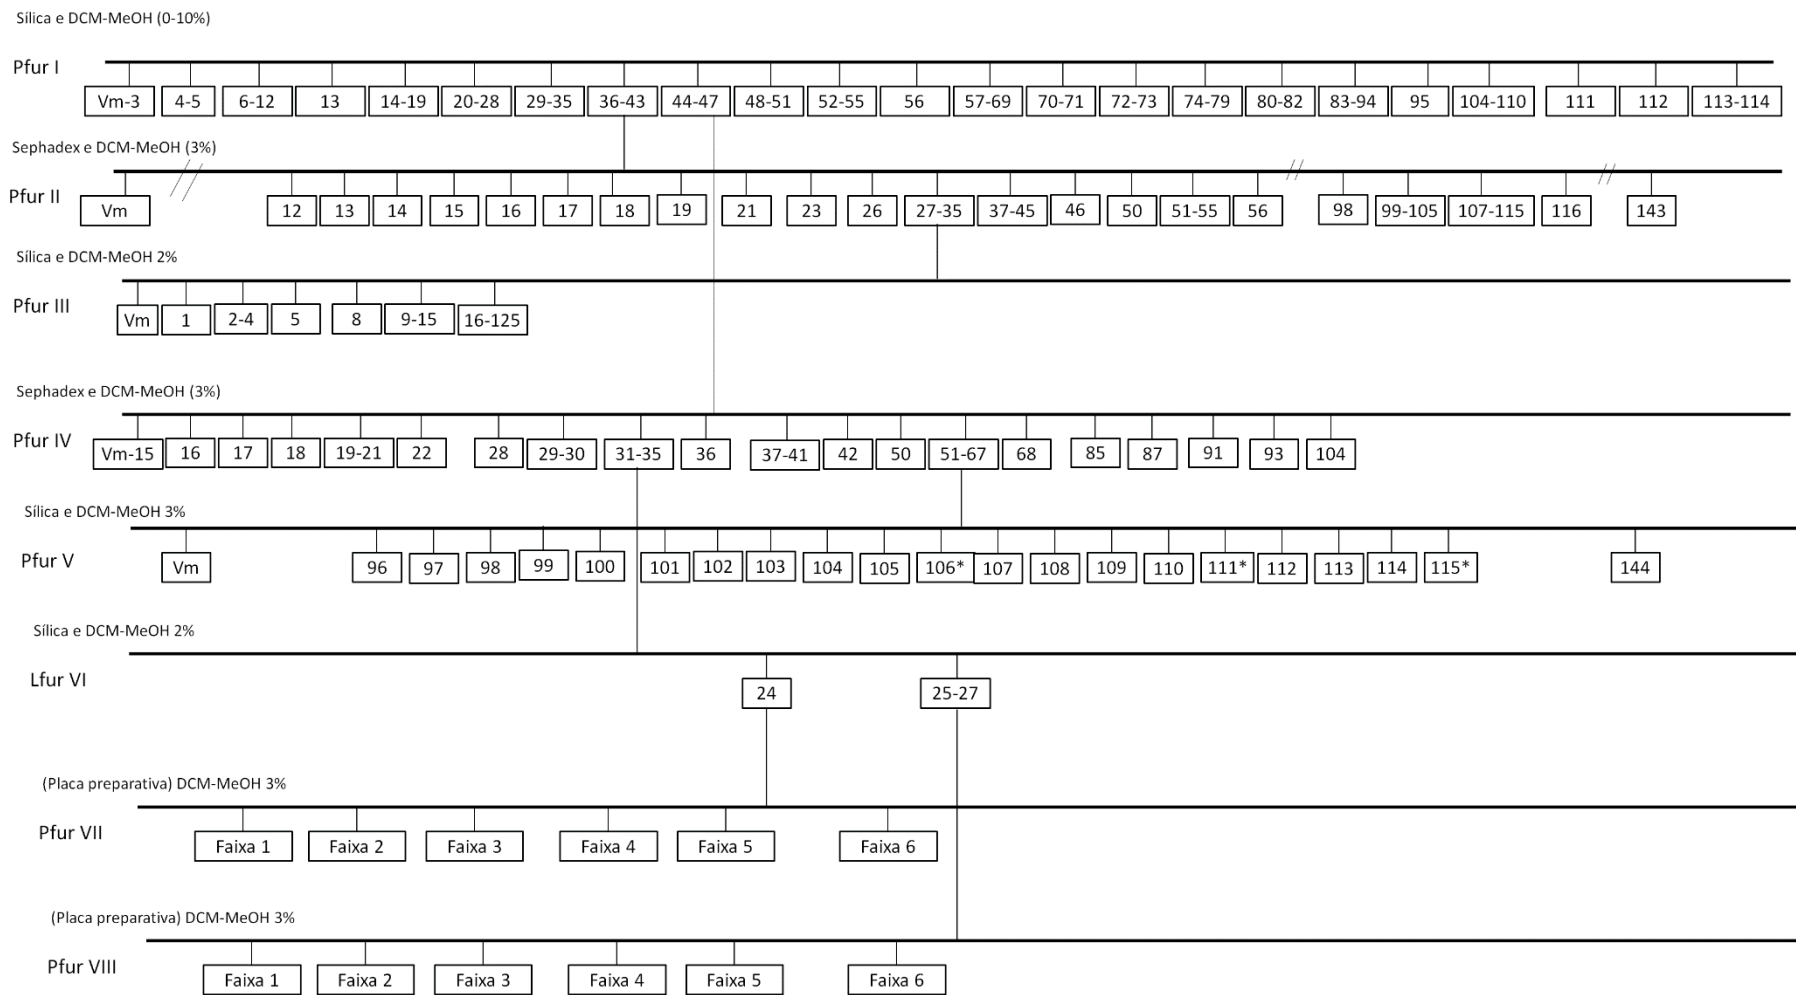 Sílica e DCM-MeOH (0-10%)
Pfur I
Vm-3 4-5 6-12 13 14-19 20-28 29-35 36-43 44-47 48-51 52-55 56 57-69 70-71 72-73 74-79 80-82 83-94 95 104-110 111 112 113-114
Sephadex e DCM-MeOH (3%)
Pfur II
Vm 12 13 14 15 16 17 18 19 21 23 26 27-35 37-45 46 50 51-55 56 98 99-105 107-115 116 143
Sílica e DCM-MeOH 2%
Pfur III
Vm 1 2-4 5 8 9-15 16-125
Sephadex e DCM-MeOH (3%)
Pfur IV
Vm-15 16 17 18 19-21 22 28 29-30 31-35 36 37-41 42 50 51-67 68 85 87 91 93 104
Sílica e DCM-MeOH 3%
Pfur V
Vm 96 97 98 99 100 101 102 103 104 105 106* 107 108 109 110 111* 112 113 114 115* 144
Sílica e DCM-MeOH 2%
Lfur VI
24 25-27
(Placa preparativa) DCM-MeOH 3%
Pfur VII
Faixa 1 Faixa 2 Faixa 3 Faixa 4 Faixa 5 Faixa 6
(Placa preparativa) DCM-MeOH 3%
Pfur VIII
Faixa 1 Faixa 2 Faixa 3 Faixa 4 Faixa 5 Faixa 6